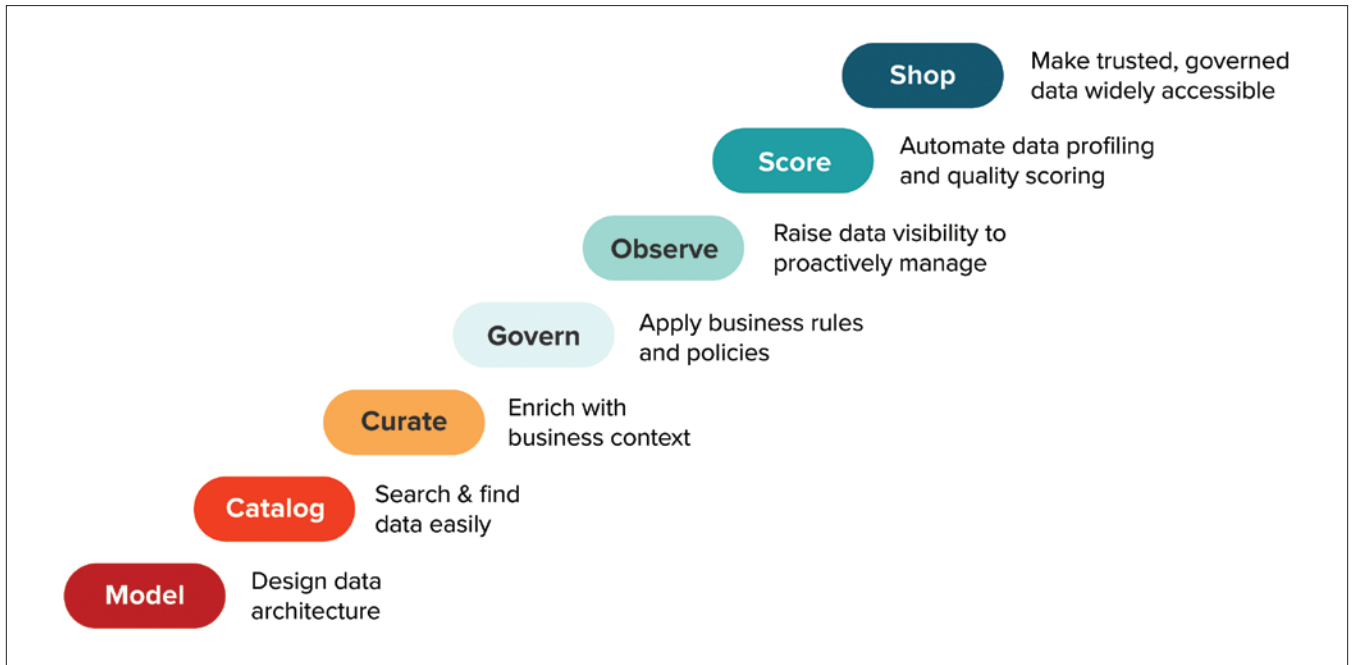 Shop
Make trusted, governed
data widely accessible
Score
Automate data profiling
and quality scoring
Observe
Raise data visibility to
proactively manage
Govern
Apply business rules
and policies
Curate
Enrich with
business context
Catalog
Search & find
data easily
Model
Design data
architecture